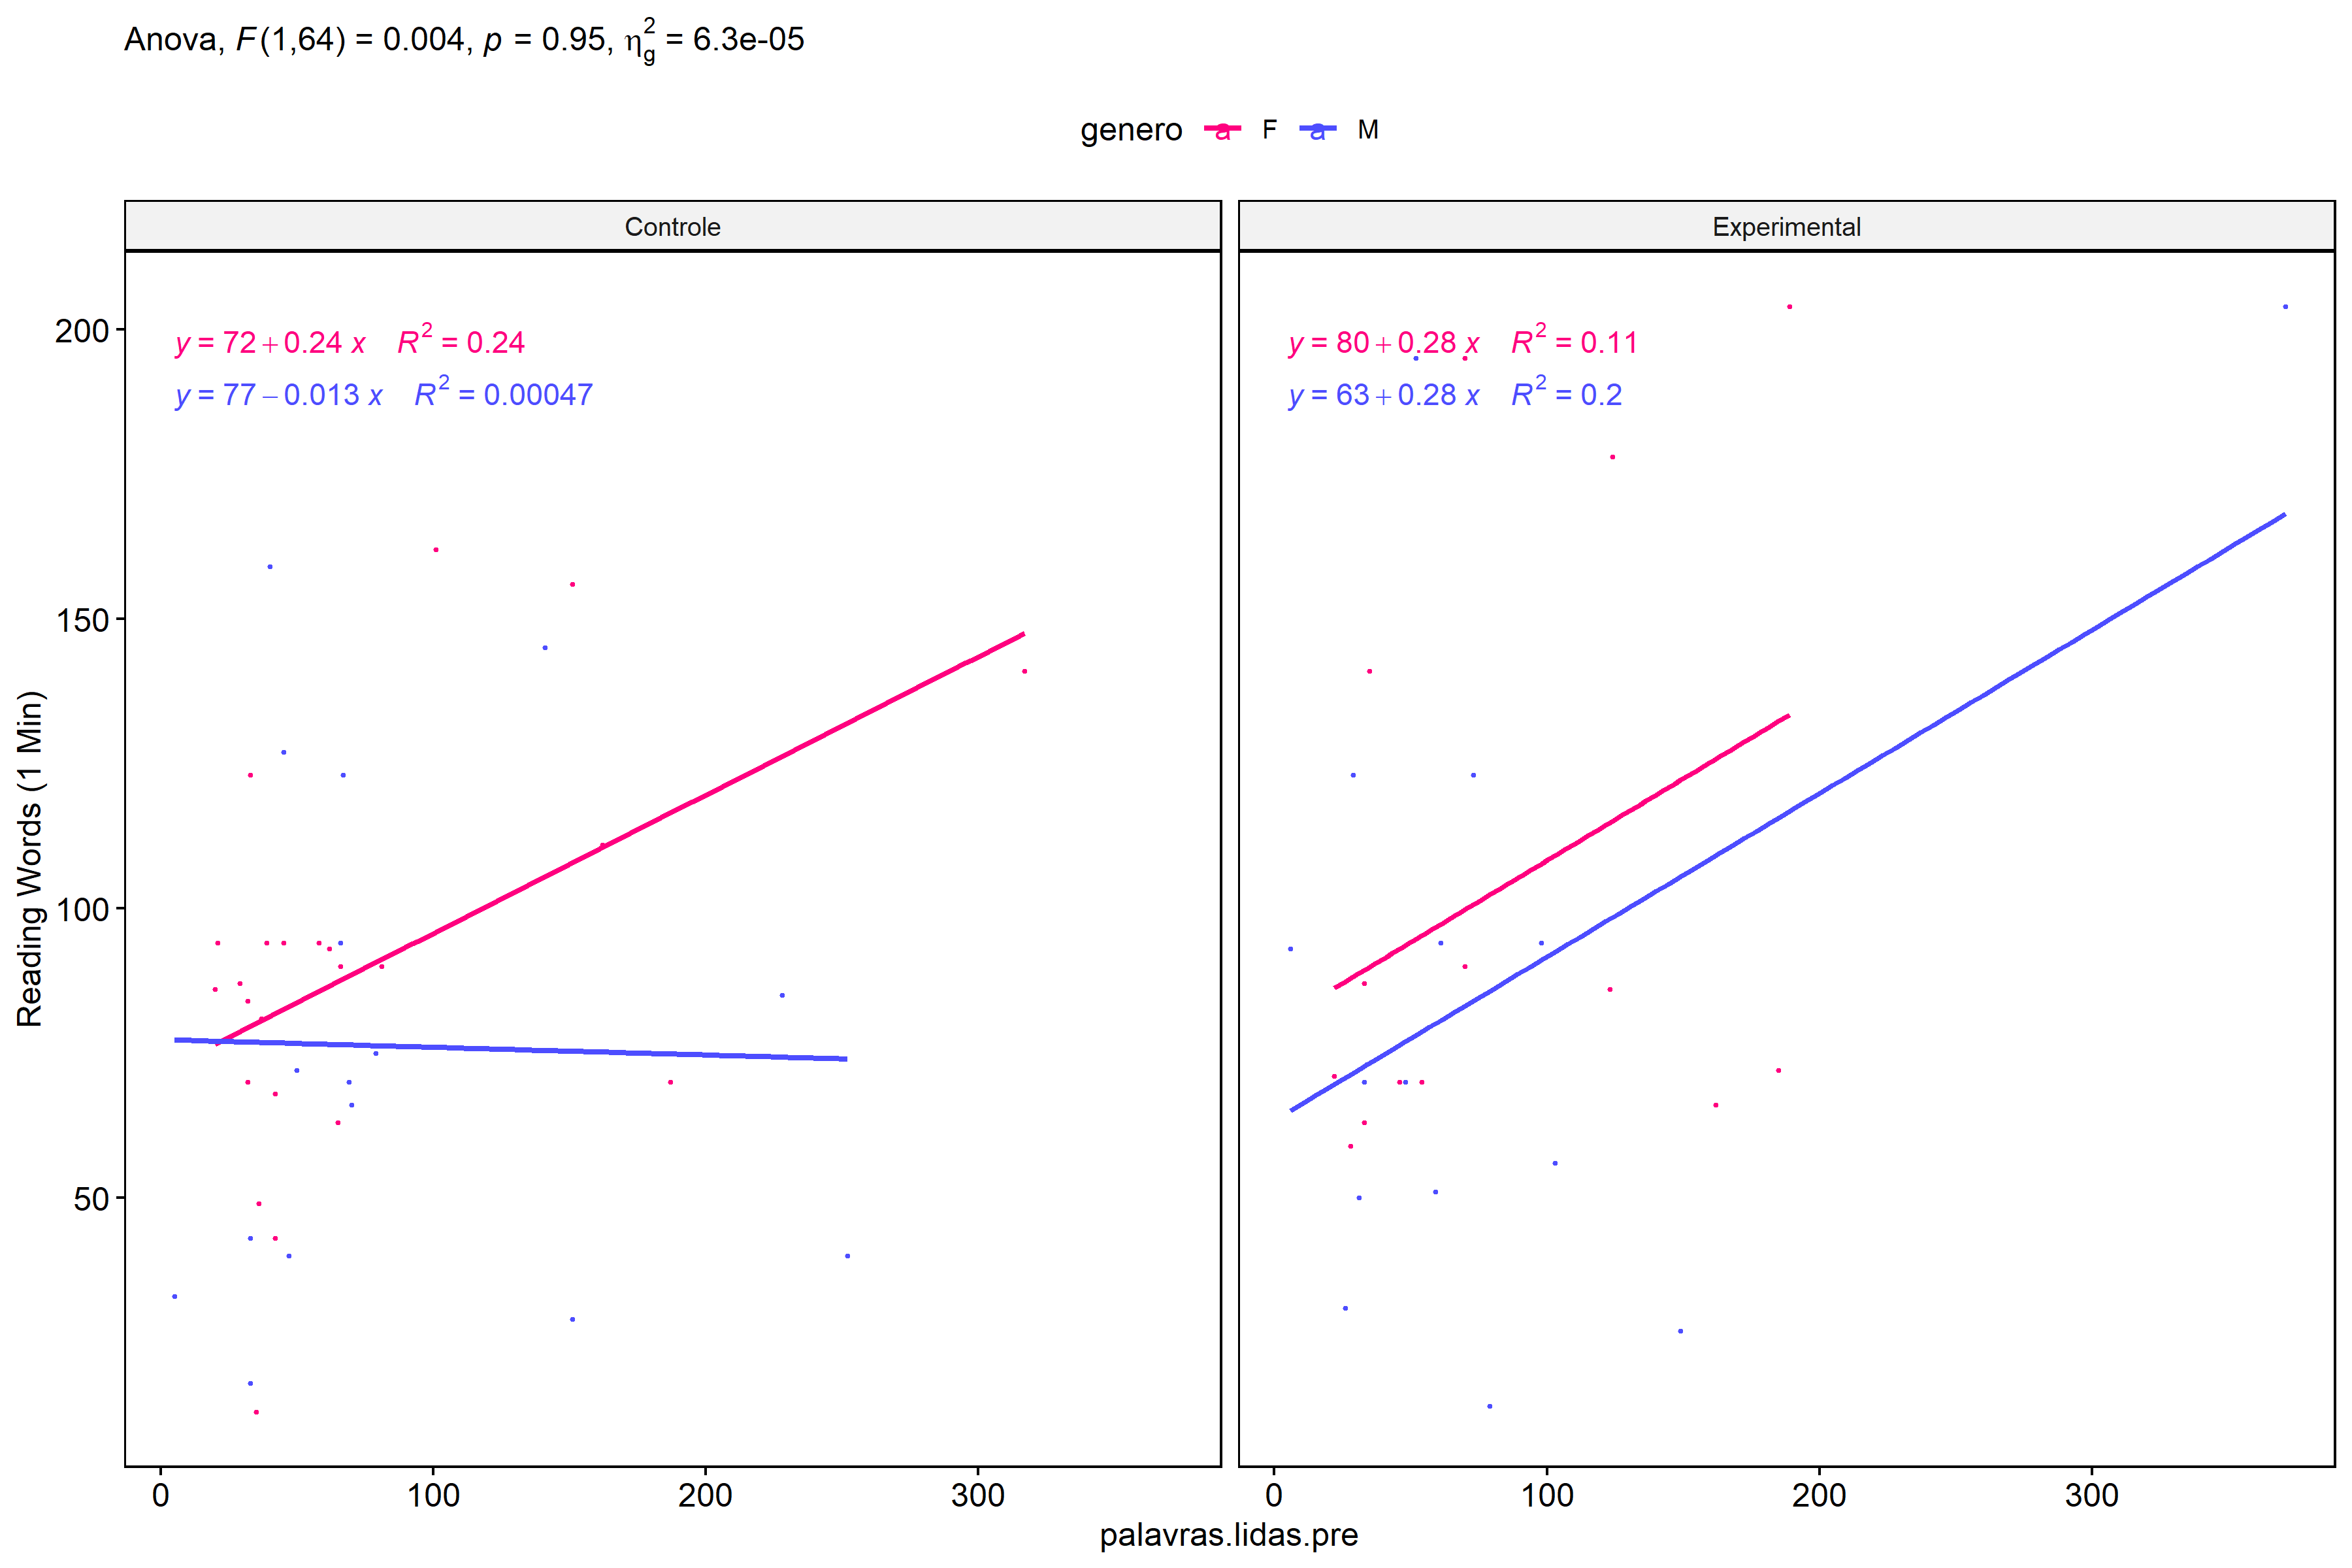 Anova, F(1,64) = 0.004, p = 0.95, η²g = 6.3e-05
genero a F a M
Controle
Experimental
y = 72 + 0.24 x R² = 0.24
y = 77 − 0.013 x R² = 0.00047
y = 80 + 0.28 x R² = 0.11
y = 63 + 0.28 x R² = 0.2
Reading Words (1 Min)
200
150
100
50
0 100 200 300
0 100 200 300
palavras.lidas.pre